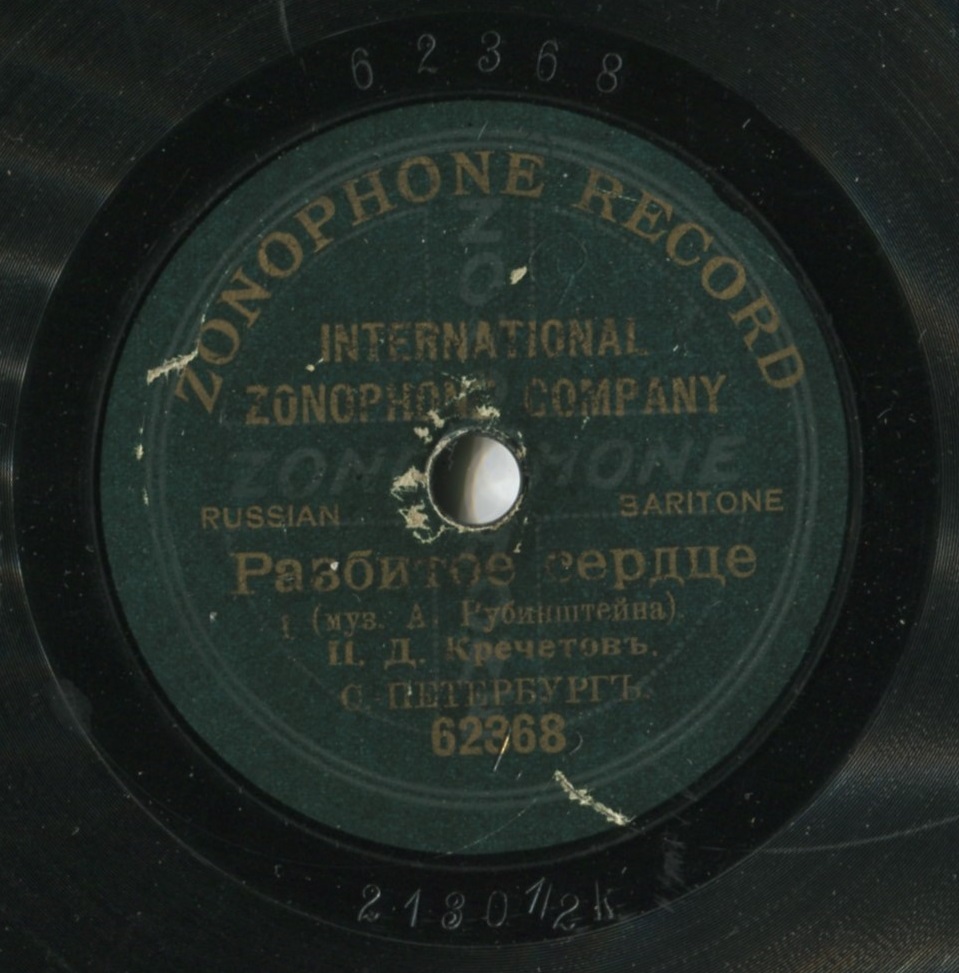 62368
ZONOPHONE RECORD
INTERNATIONAL
ZONOPHONE COMPANY
ZONOPHONE
RUSSIAN BARITONE
Разбитое сердце
(муз. А. Рубинштейна)
Д. Кречетовъ.
С ПЕТЕРБУРГЪ.
62368
2180½k